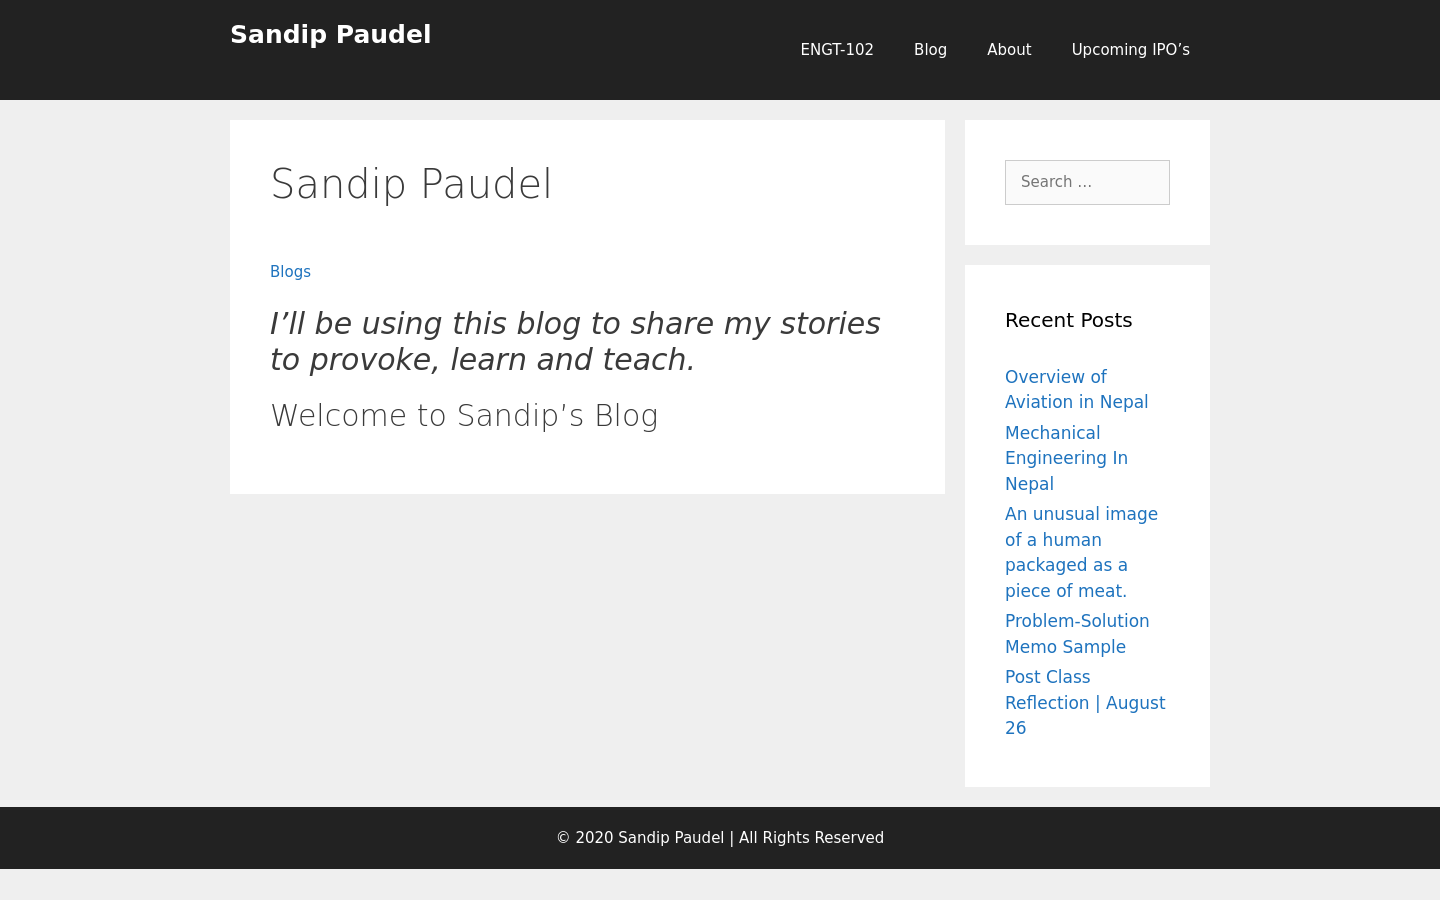 Sandip Paudel
ENGT-102 Blog About Upcoming IPO’s
Sandip Paudel
Blogs
I’ll be using this blog to share my stories
to provoke, learn and teach.
Welcome to Sandip’s Blog
Search …
Recent Posts
Overview of
Aviation in Nepal
Mechanical
Engineering In
Nepal
An unusual image
of a human
packaged as a
piece of meat.
Problem-Solution
Memo Sample
Post Class
Reflection | August
26
© 2020 Sandip Paudel | All Rights Reserved